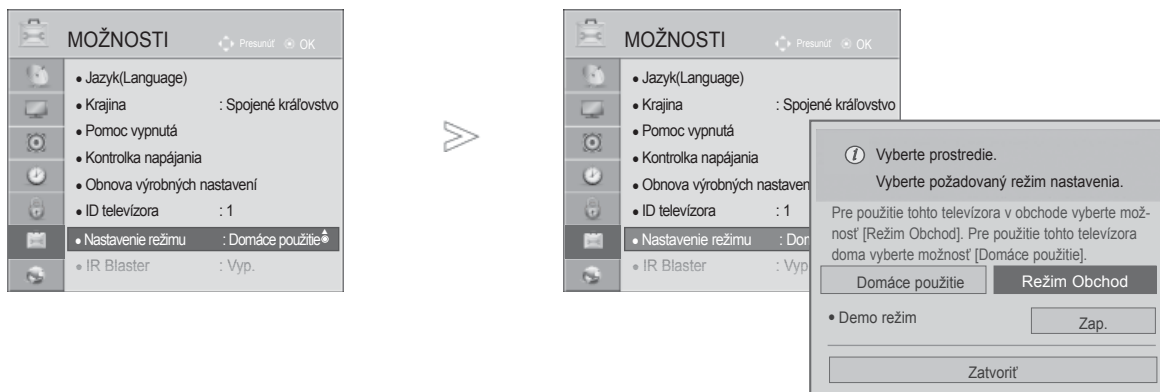 MOŽNOSTI
Presunúť OK
• Jazyk(Language)
• Krajina : Spojené kráľovstvo
• Pomoc vypnutá
• Kontrolka napájania
• Obnova výrobných nastavení
• ID televízora : 1
• Nastavenie režimu : Domáce použitie
• IR Blaster : Vyp.
MOŽNOSTI
Presunúť OK
• Jazyk(Language)
• Krajina : Spojené kráľovstvo
• Pomoc vypnutá
• Kontrolka napájania
• Obnova výrobných nastaven
• ID televízora : 1
• Nastavenie režimu : Dor
• IR Blaster : Vyp
Vyberte prostredie.
Vyberte požadovaný režim nastavenia.
Pre použitie tohto televízora v obchode vyberte mož-
nosť [Režim Obchod]. Pre použitie tohto televízora
doma vyberte možnosť [Domáce použitie].
Domáce použitie Režim Obchod
• Demo režim Zap.
Zatvoriť